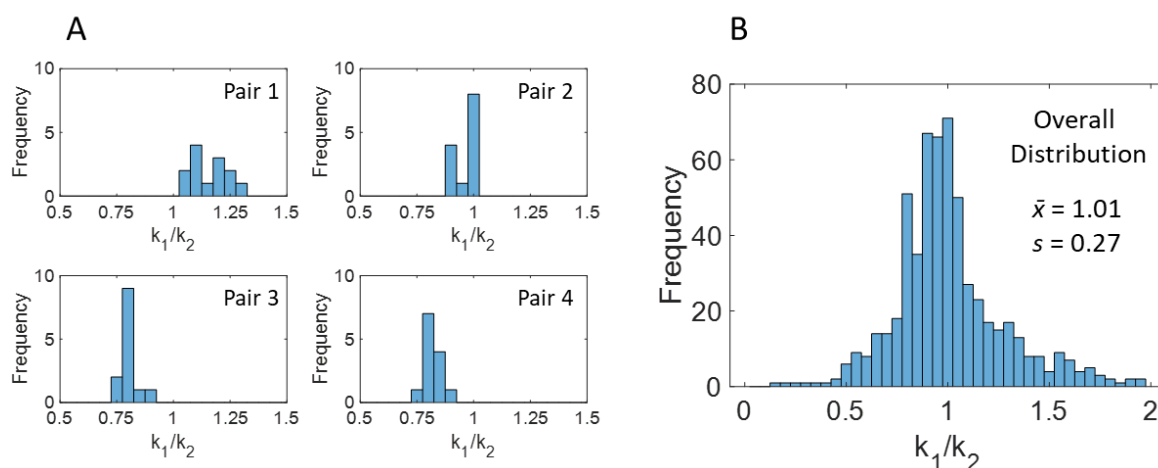 A
10
5
0
Frequency
Pair 1
0.5 0.75 1 1.25 1.5
k₁/k₂
10
5
0
Frequency
Pair 2
0.5 0.75 1 1.25 1.5
k₁/k₂
10
5
0
Frequency
Pair 3
0.5 0.75 1 1.25 1.5
k₁/k₂
10
5
0
Frequency
Pair 4
0.5 0.75 1 1.25 1.5
k₁/k₂
B
80
60
40
20
0
Frequency
Overall
Distribution
x̄ = 1.01
s = 0.27
0 0.5 1 1.5 2
k₁/k₂